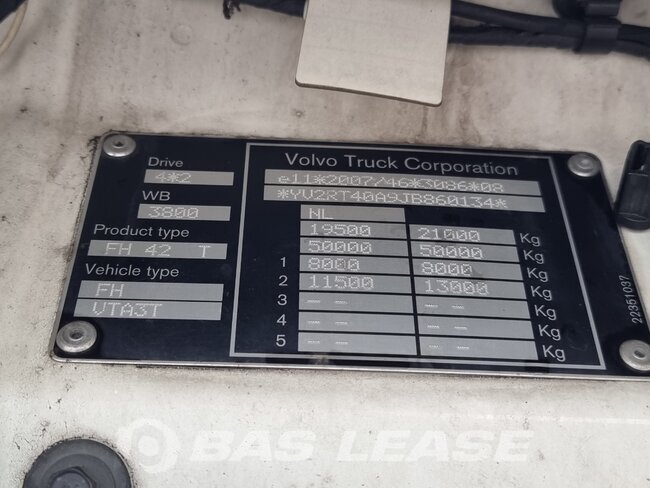 Drive
4*2
WB
3800
Product type
FH 42 T
Vehicle type
FH
VTA3T
Volvo Truck Corporation
e11*2007/46*3086*08
*YV2RT40A9JB860134*
NL
19500 21000 Kg
50000 50000 Kg
1 8000 8000 Kg
2 11500 13000 Kg
3 -- -- -- -- Kg
4 -- -- -- -- Kg
5 -- -- -- -- Kg
22351037
BAS LEASE